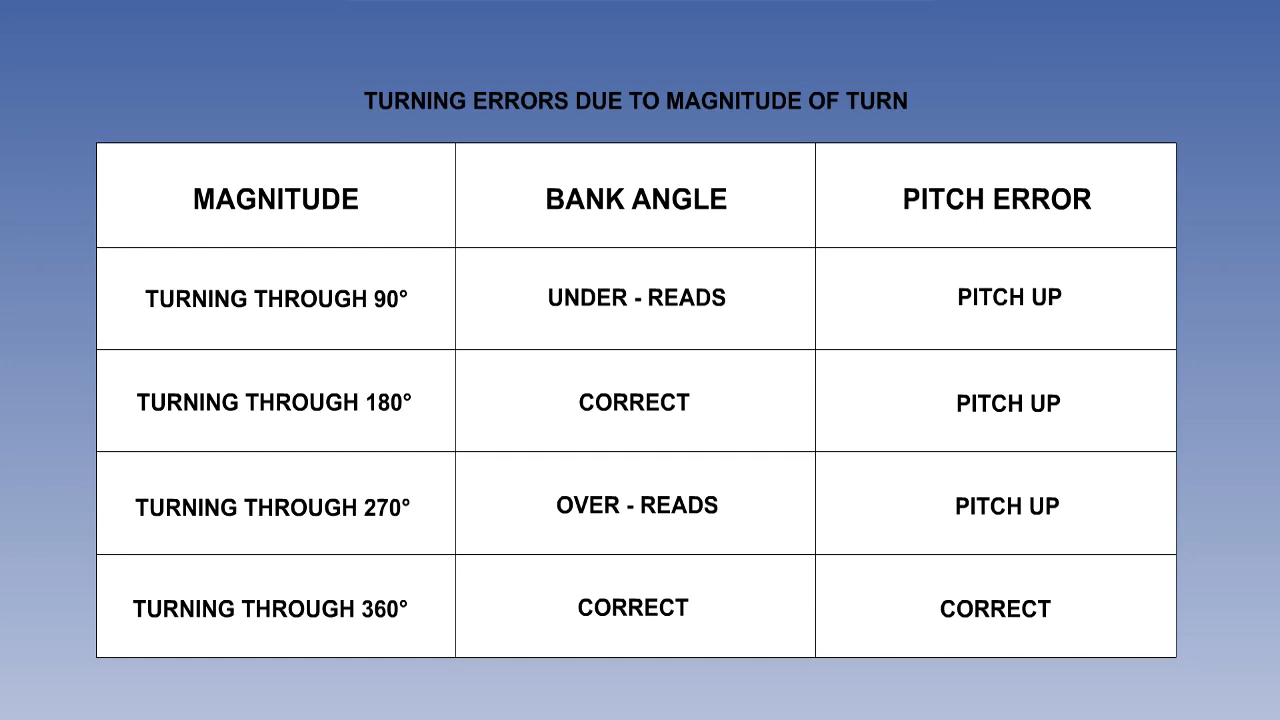 TURNING ERRORS DUE TO MAGNITUDE OF TURN
MAGNITUDE BANK ANGLE PITCH ERROR
TURNING THROUGH 90° UNDER - READS PITCH UP
TURNING THROUGH 180° CORRECT PITCH UP
TURNING THROUGH 270° OVER - READS PITCH UP
TURNING THROUGH 360° CORRECT CORRECT